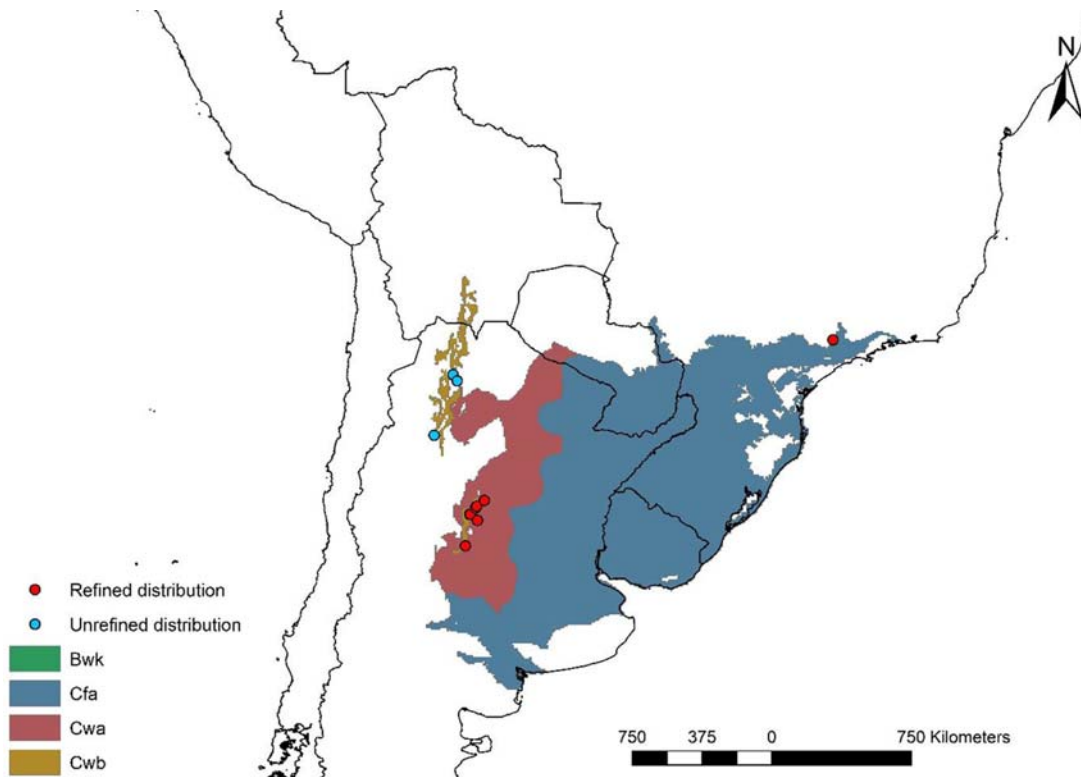 N
Refined distribution
Unrefined distribution
Bwk
Cfa
Cwa
Cwb
750 375 0 750 Kilometers